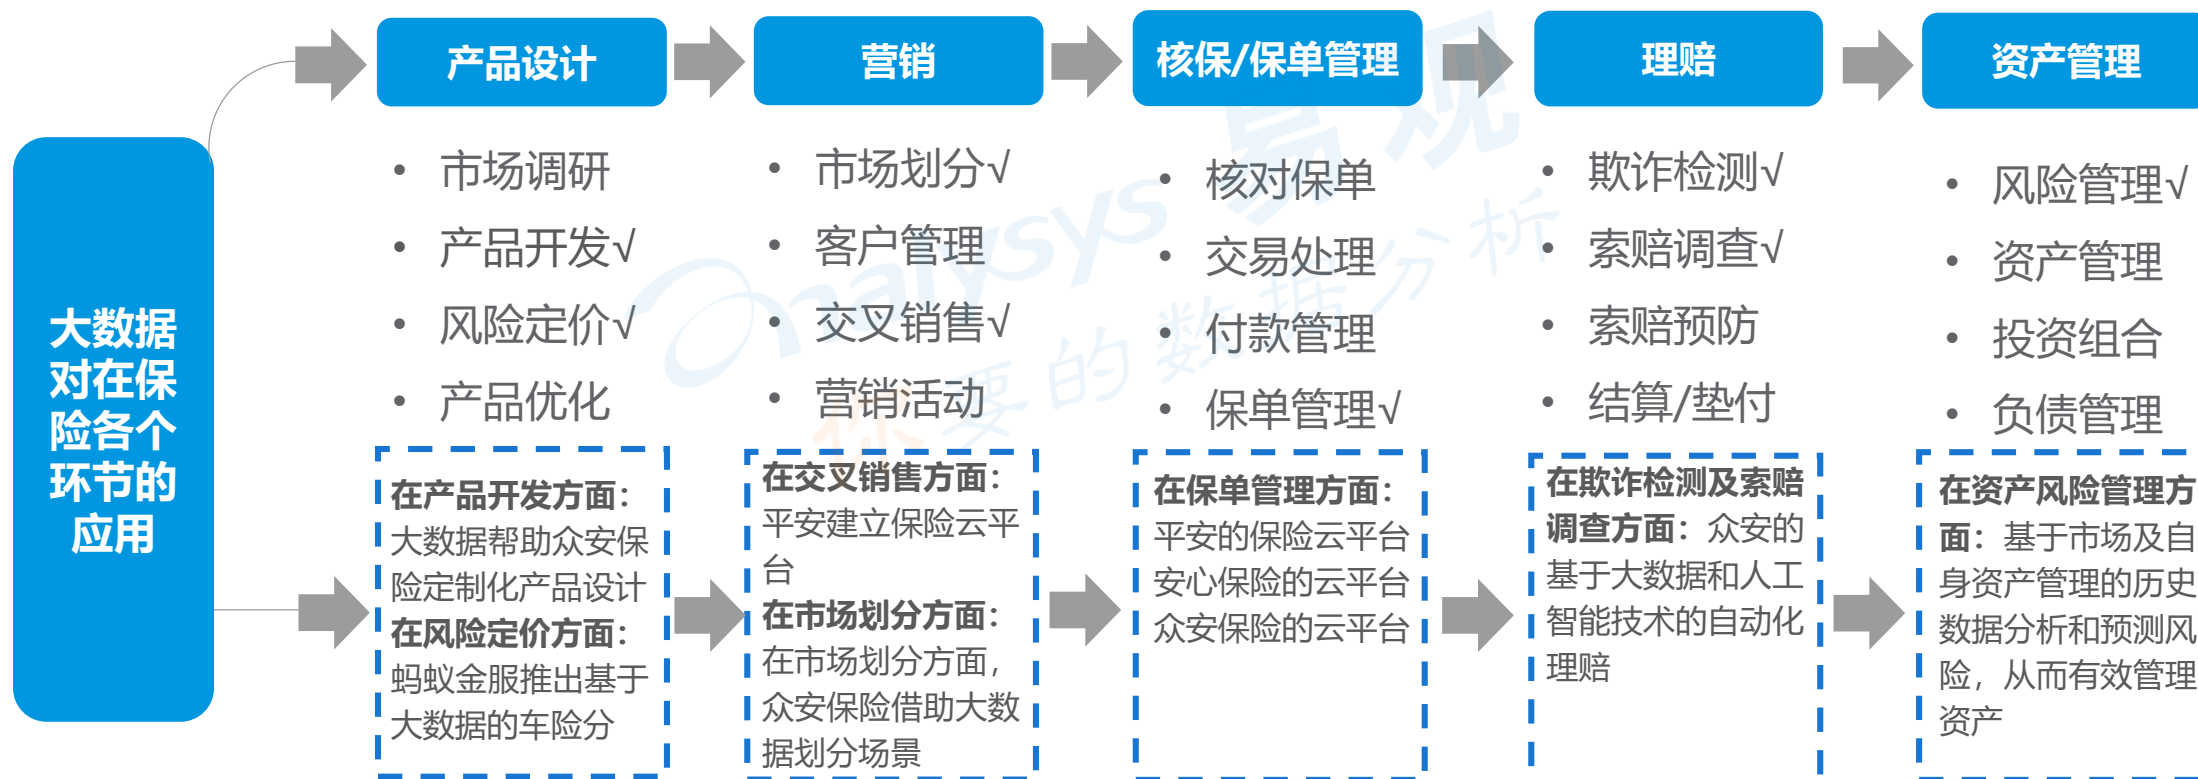 大数据
对在保
险各个
环节的
应用
产品设计
• 市场调研
• 产品开发√
• 风险定价√
• 产品优化
在产品开发方面：
大数据帮助众安保
险定制化产品设计
在风险定价方面：
蚂蚁金服推出基于
大数据的车险分
营销
• 市场划分√
• 客户管理
• 交叉销售√
• 营销活动
在交叉销售方面：
平安建立保险云平
台
在市场划分方面：
在市场划分方面，
众安保险借助大数
据划分场景
核保/保单管理
• 核对保单
• 交易处理
• 付款管理
• 保单管理√
在保单管理方面：
平安的保险云平台
安心保险的云平台
众安保险的云平台
理赔
• 欺诈检测√
• 索赔调查√
• 索赔预防
• 结算/垫付
在欺诈检测及索赔
调查方面：众安的
基于大数据和人工
智能技术的自动化
理赔
资产管理
• 风险管理√
• 资产管理
• 投资组合
• 负债管理
在资产风险管理方
面：基于市场及自
身资产管理的历史
数据分析和预测风
险，从而有效管理
资产
analysys 易观
你要的数据分析